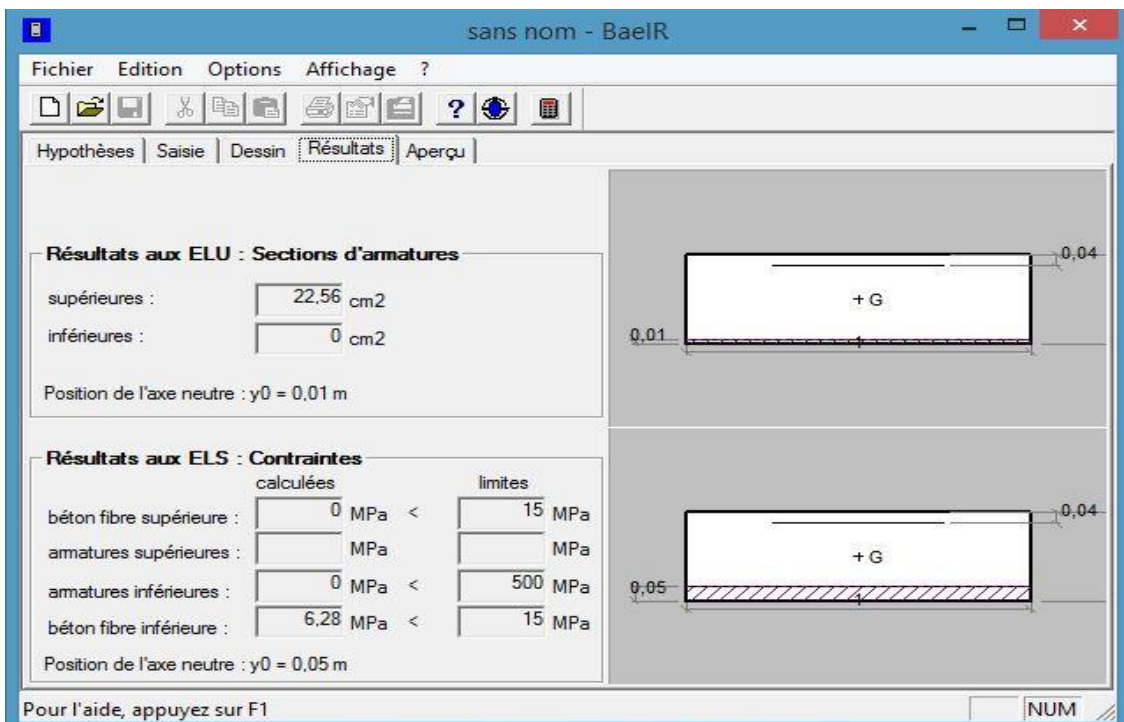 sans nom - BaelR
Fichier Edition Options Affichage ?
Hypothèses Saisie Dessin Résultats Aperçu
Résultats aux ELU : Sections d'armatures
supérieures : 22,56 cm2
inférieures : 0 cm2
Position de l'axe neutre : y0 = 0,01 m
0,04
+ G
0,01
1
Résultats aux ELS : Contraintes
calculées limites
béton fibre supérieure : 0 MPa < 15 MPa
armatures supérieures : MPa MPa
armatures inférieures : 0 MPa < 500 MPa
béton fibre inférieure : 6,28 MPa < 15 MPa
Position de l'axe neutre : y0 = 0,05 m
0,04
+ G
0,05
1
Pour l'aide, appuyez sur F1
NUM